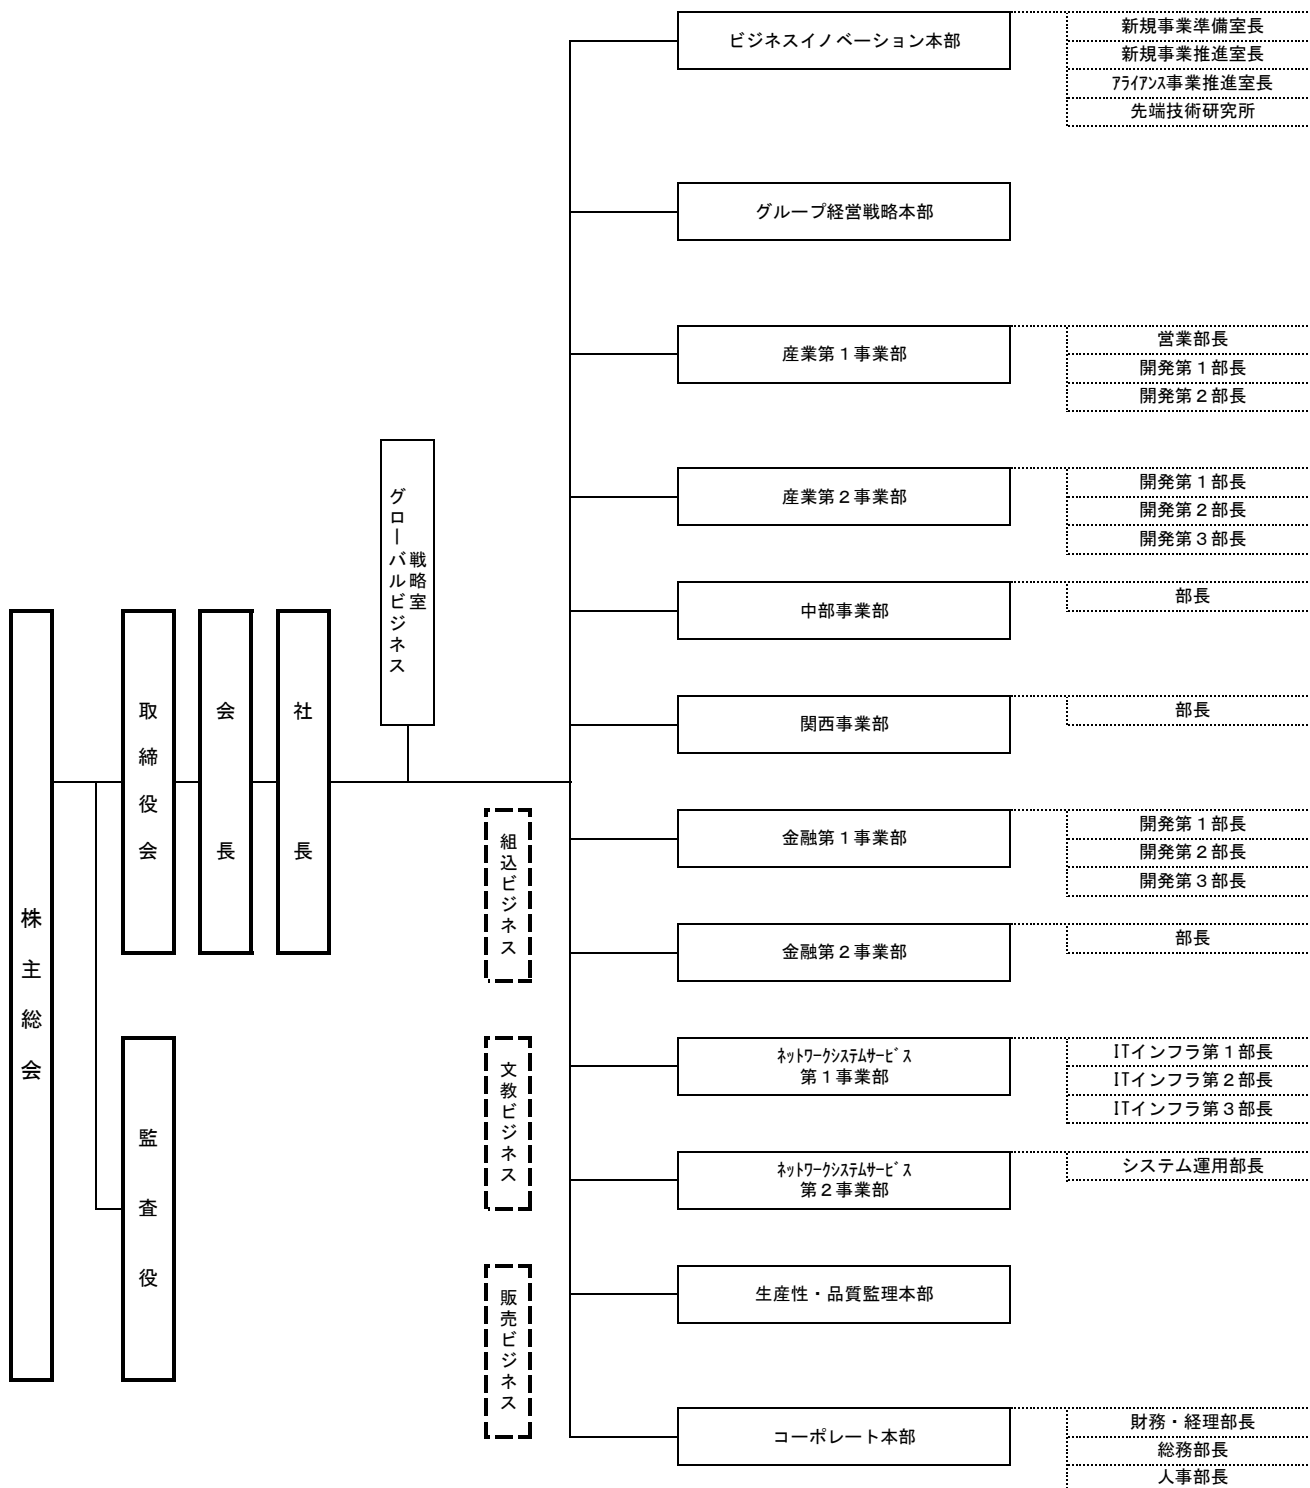 株主総会
取締役会
監査役
会長
社長
グローバルビジネス
戦略室
組込ビジネス
文教ビジネス
販売ビジネス
ビジネスイノベーション本部
新規事業準備室長
新規事業推進室長
ｱﾗｲｱﾝｽ事業推進室長
先端技術研究所
グループ経営戦略本部
産業第１事業部
営業部長
開発第１部長
開発第２部長
産業第２事業部
開発第１部長
開発第２部長
開発第３部長
中部事業部
部長
関西事業部
部長
金融第１事業部
開発第１部長
開発第２部長
開発第３部長
金融第２事業部
部長
ﾈｯﾄﾜｰｸｼｽﾃﾑｻｰﾋﾞｽ
第１事業部
ITインフラ第１部長
ITインフラ第２部長
ITインフラ第３部長
ﾈｯﾄﾜｰｸｼｽﾃﾑｻｰﾋﾞｽ
第２事業部
システム運用部長
生産性・品質監理本部
コーポレート本部
財務・経理部長
総務部長
人事部長